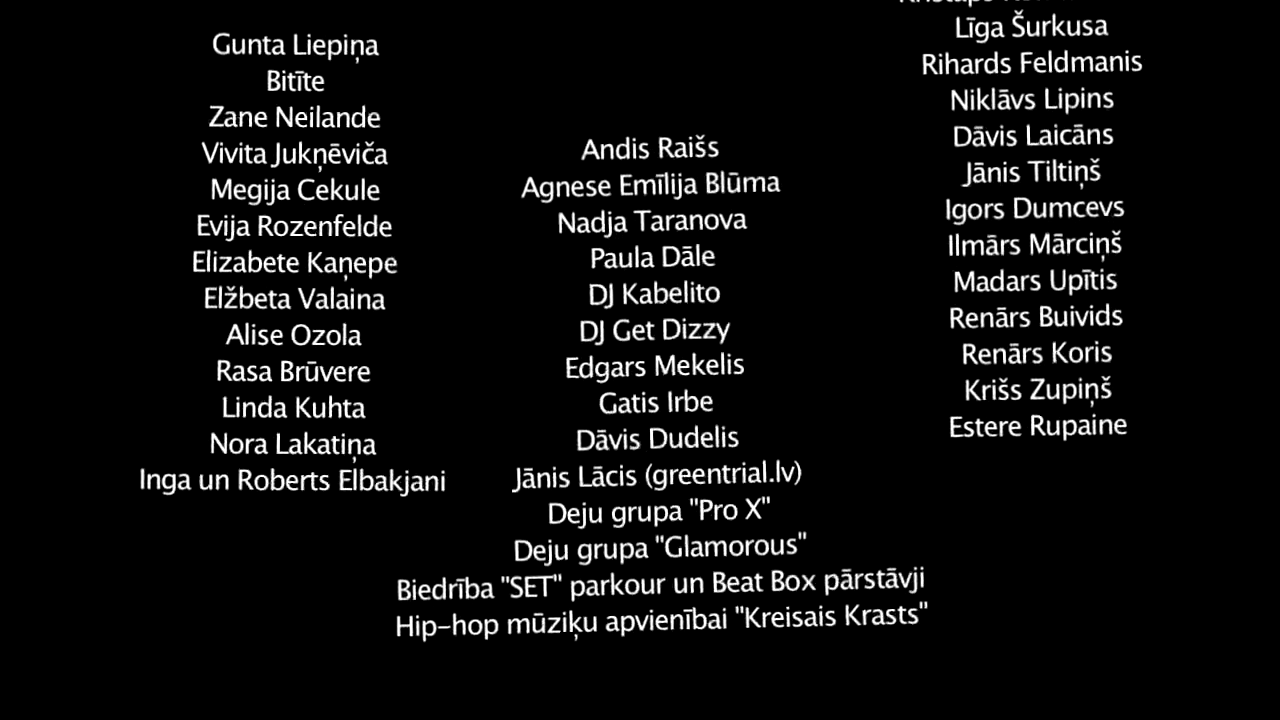 Gunta Liepiņa
Bitīte
Zane Neilande
Vivita Jukņēviča
Megija Cekule
Evija Rozenfelde
Elizabete Kaņepe
Elžbeta Valaina
Alise Ozola
Rasa Brūvere
Linda Kuhta
Nora Lakatiņa
Inga un Roberts Elbakjani
Andis Raišs
Agnese Emīlija Blūma
Nadja Taranova
Paula Dāle
DJ Kabelito
DJ Get Dizzy
Edgars Mekelis
Gatis Irbe
Dāvis Dudelis
Jānis Lācis (greentrial.lv)
Deju grupa "Pro X"
Deju grupa "Glamorous"
Biedrība "SET" parkour un Beat Box pārstāvji
Hip-hop mūziķu apvienībai "Kreisais Krasts"
Līga Šurkusa
Rihards Feldmanis
Niklāvs Lipins
Dāvis Laicāns
Jānis Tiltiņš
Igors Dumcevs
Ilmārs Mārciņš
Madars Upītis
Renārs Buivids
Renārs Koris
Krišs Zupiņš
Estere Rupaine